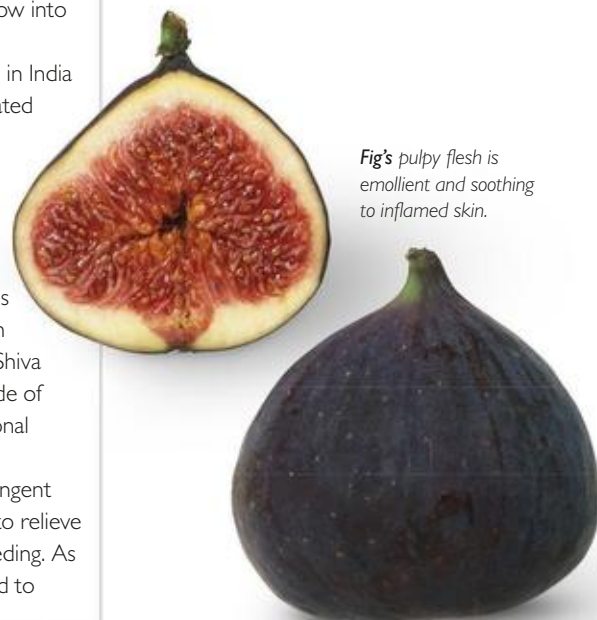 ow into
in India
ated
s
Shiva
de of
onal
ngent
to relieve
eding. As
d to
Fig's pulpy flesh is
emollient and soothing
to inflamed skin.